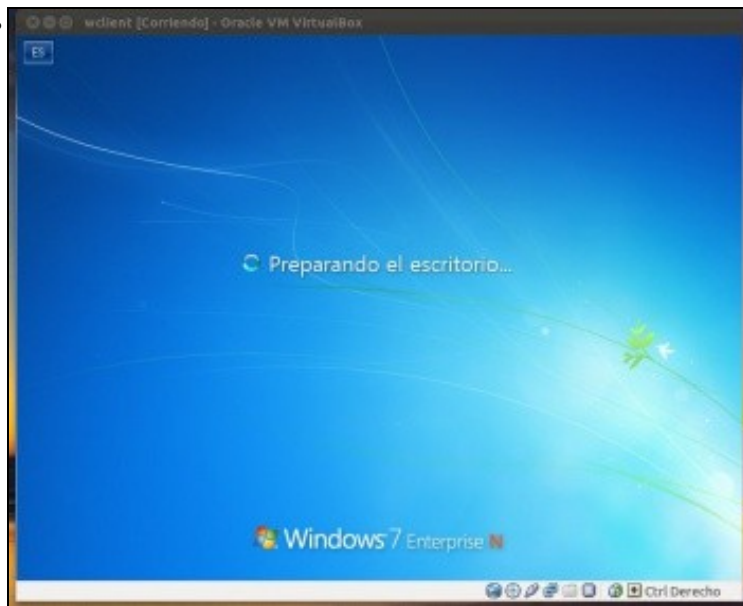 wclient [Corriendo] - Oracle VM VirtualBox
ES
Preparando el escritorio...
Windows 7 Enterprise N
Ctrl Derecho